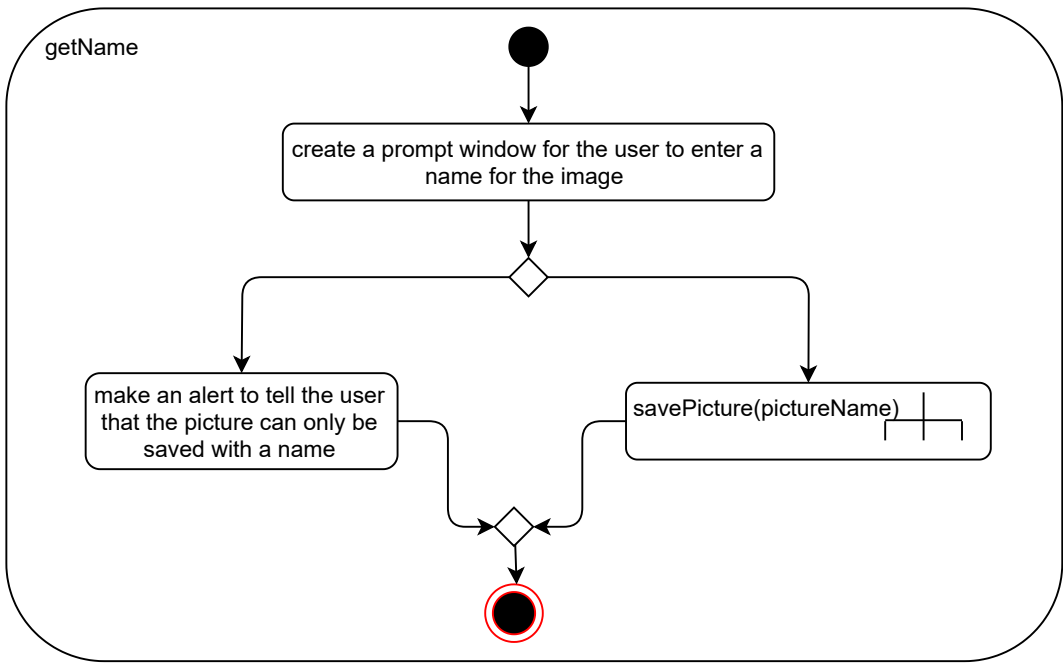 getName
create a prompt window for the user to enter a
name for the image
make an alert to tell the user
that the picture can only be
saved with a name
savePicture(pictureName)